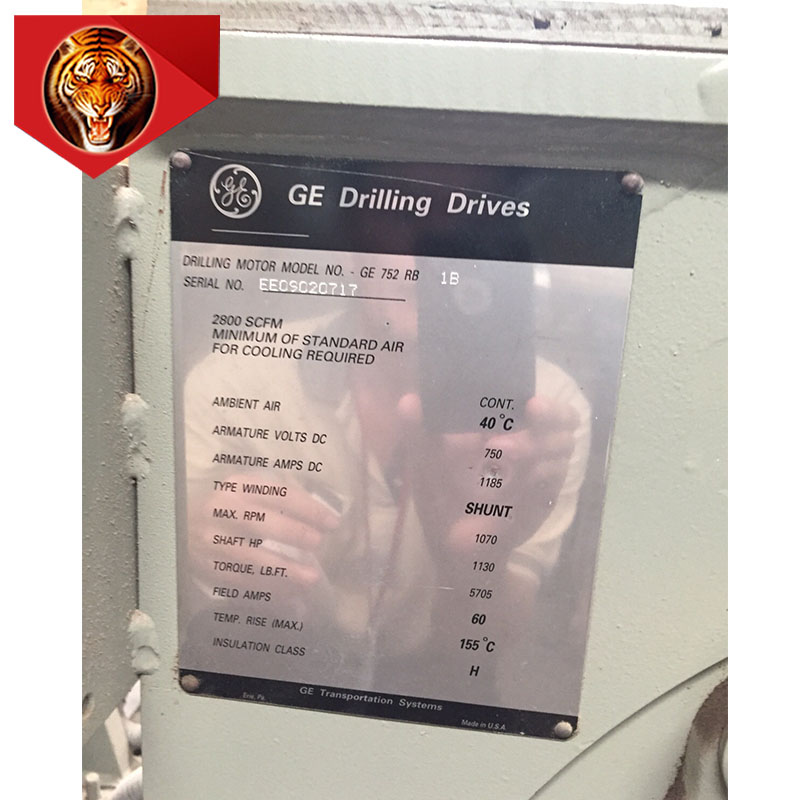 GE Drilling Drives
DRILLING MOTOR MODEL NO. - GE 752 RB 1B
SERIAL NO. EE09020717
2800 SCFM
MINIMUM OF STANDARD AIR
FOR COOLING REQUIRED
CONT.
AMBIENT AIR 40°C
ARMATURE VOLTS DC 750
ARMATURE AMPS DC 1185
TYPE WINDING SHUNT
MAX. RPM 1070
SHAFT HP 1130
TORQUE, LB.FT. 5705
FIELD AMPS 60
TEMP. RISE (MAX.) 155°C
INSULATION CLASS H
Erie, Pa. GE Transportation Systems Made in U.S.A.